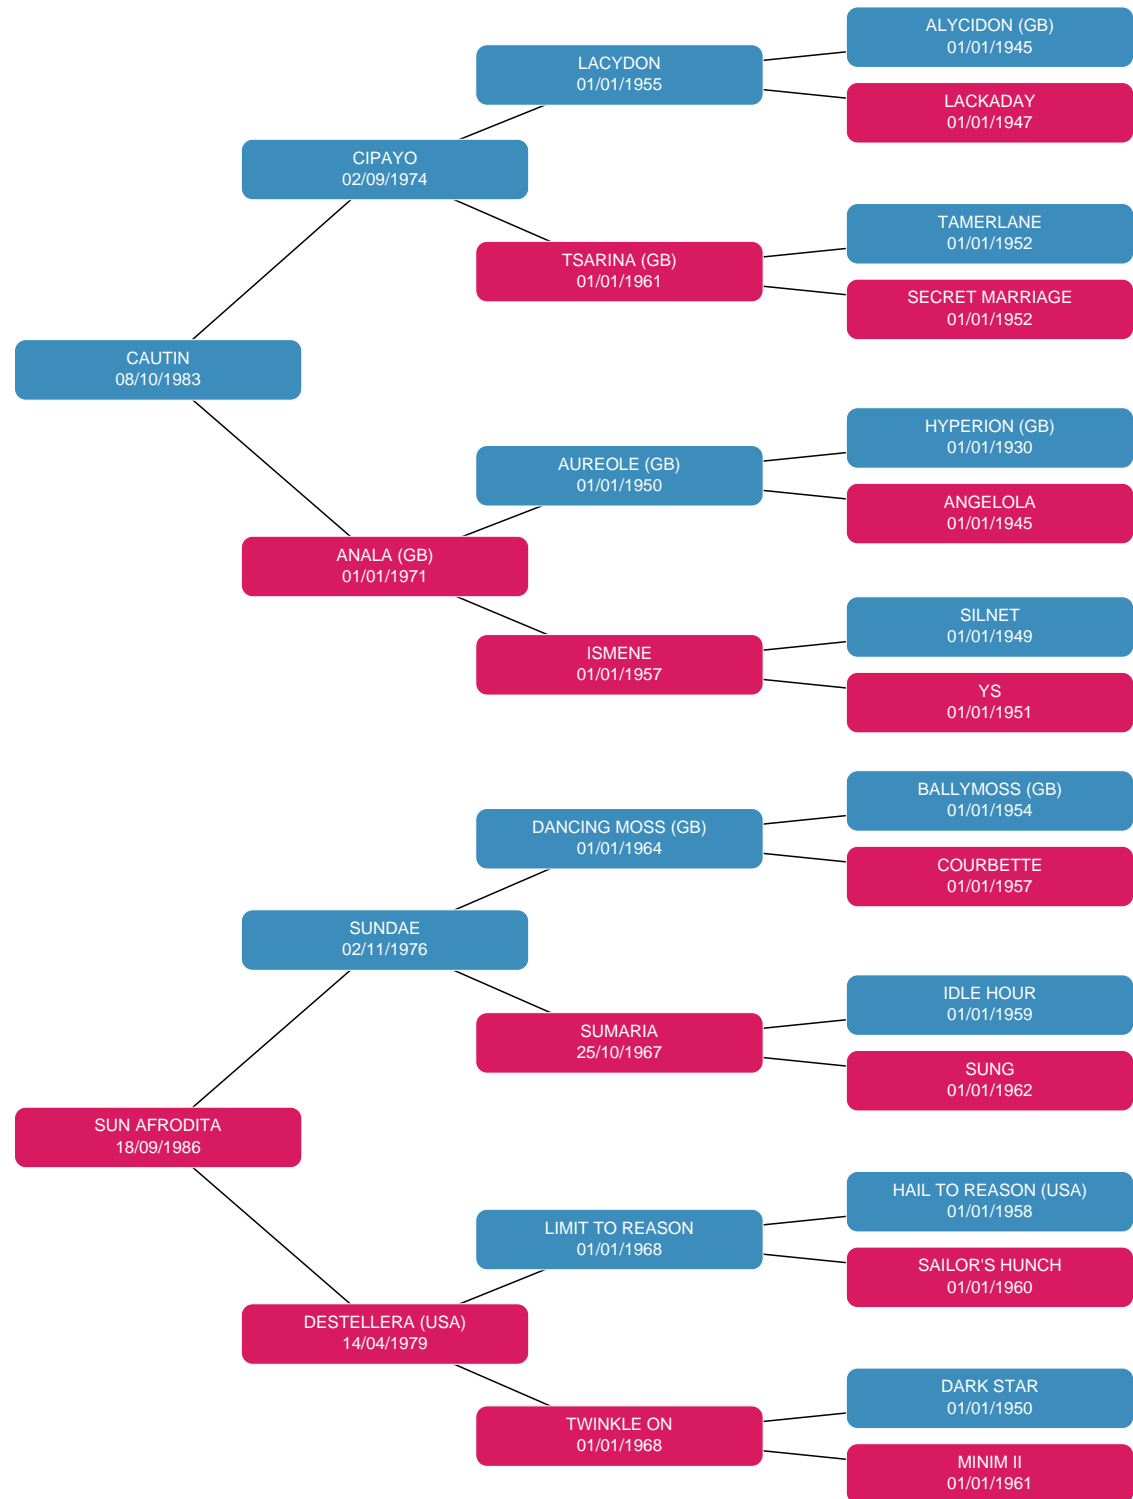 ALYCIDON (GB)
01/01/1945
LACYDON
01/01/1955
LACKADAY
01/01/1947
CIPAYO
02/09/1974
TAMERLANE
01/01/1952
TSARINA (GB)
01/01/1961
SECRET MARRIAGE
01/01/1952
CAUTIN
08/10/1983
HYPERION (GB)
01/01/1930
AUREOLE (GB)
01/01/1950
ANGELOLA
01/01/1945
ANALA (GB)
01/01/1971
SILNET
01/01/1949
ISMENE
01/01/1957
YS
01/01/1951
BALLYMOSS (GB)
01/01/1954
DANCING MOSS (GB)
01/01/1964
COURBETTE
01/01/1957
SUNDAE
02/11/1976
IDLE HOUR
01/01/1959
SUMARIA
25/10/1967
SUNG
01/01/1962
SUN AFRODITA
18/09/1986
HAIL TO REASON (USA)
01/01/1958
LIMIT TO REASON
01/01/1968
SAILOR'S HUNCH
01/01/1960
DESTELLERA (USA)
14/04/1979
DARK STAR
01/01/1950
TWINKLE ON
01/01/1968
MINIM II
01/01/1961